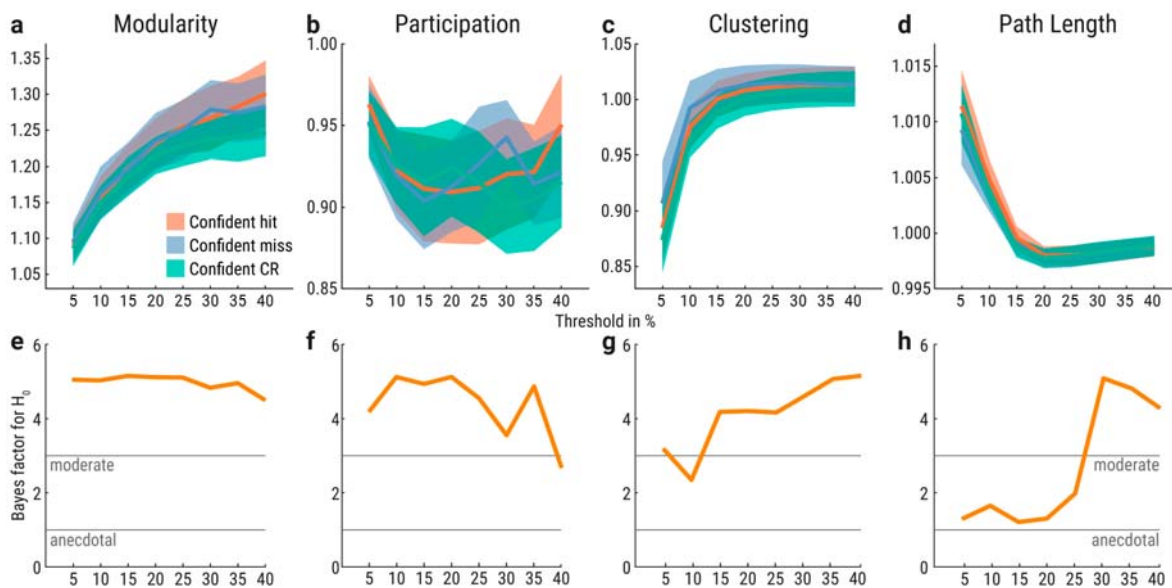 a Modularity
b Participation
c Clustering
d Path Length
1.35
1.30
1.25
1.20
1.15
1.10
1.05
Confident hit
Confident miss
Confident CR
5 10 15 20 25 30 35 40
1.00
0.95
0.90
0.85
5 10 15 20 25 30 35 40
1.05
1.00
0.95
0.90
0.85
5 10 15 20 25 30 35 40
1.015
1.010
1.005
1.000
0.995
5 10 15 20 25 30 35 40
Threshold in %
e
Bayes factor for H0
6
4
moderate
2
anecdotal
0
5 10 15 20 25 30 35 40
f
6
4
2
0
5 10 15 20 25 30 35 40
g
6
4
2
0
5 10 15 20 25 30 35 40
h
6
4
moderate
2
anecdotal
0
5 10 15 20 25 30 35 40